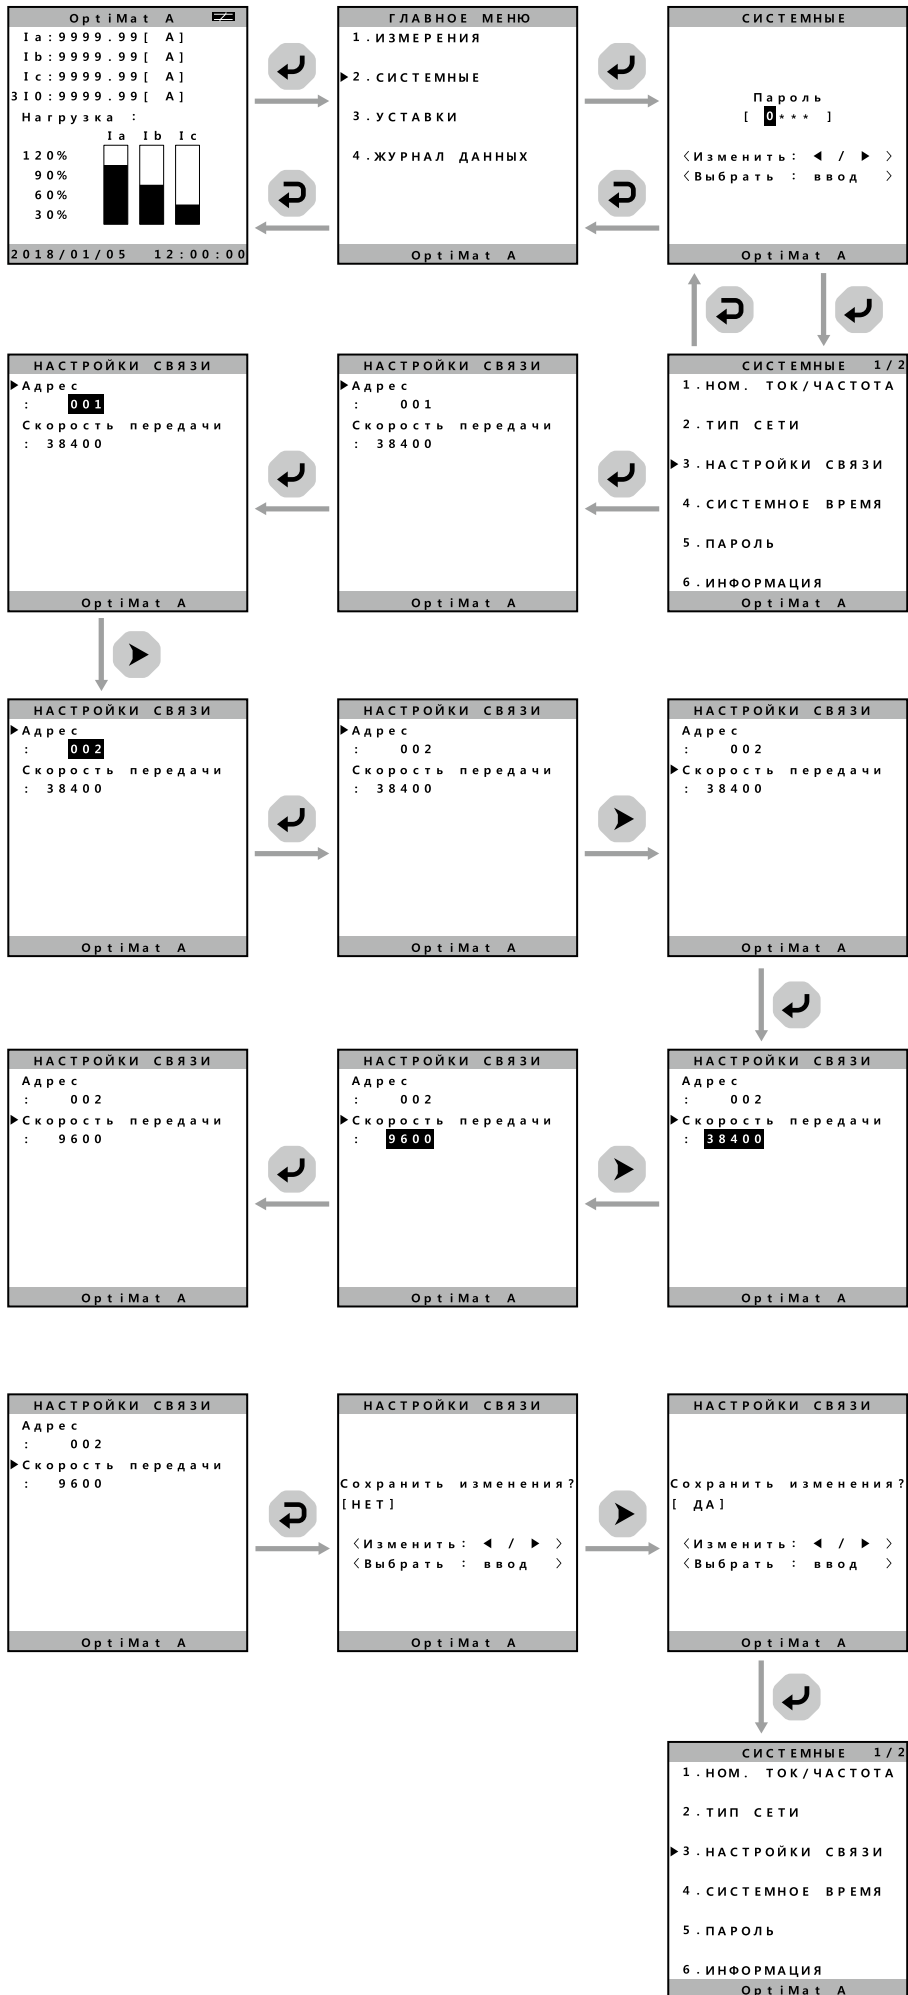 OptiMat A
Ia:9999.99[ A]
Ib:9999.99[ A]
Ic:9999.99[ A]
3I0:9999.99[ A]
Нагрузка :
Ia Ib Ic
120%
90%
60%
30%
2018/01/05 12:00:00
ГЛАВНОЕ МЕНЮ
1.ИЗМЕРЕНИЯ
▶2.СИСТЕМНЫЕ
3.УСТАВКИ
4.ЖУРНАЛ ДАННЫХ
OptiMat A
СИСТЕМНЫЕ
Пароль
[ 0*** ]
〈Изменить: ◀ / ▶ 〉
〈Выбрать : ввод 〉
OptiMat A
НАСТРОЙКИ СВЯЗИ
▶Адрес
: 001
Скорость передачи
: 38400
OptiMat A
НАСТРОЙКИ СВЯЗИ
▶Адрес
: 001
Скорость передачи
: 38400
OptiMat A
СИСТЕМНЫЕ 1/2
1.НОМ. ТОК/ЧАСТОТА
2.ТИП СЕТИ
▶3.НАСТРОЙКИ СВЯЗИ
4.СИСТЕМНОЕ ВРЕМЯ
5.ПАРОЛЬ
6.ИНФОРМАЦИЯ
OptiMat A
НАСТРОЙКИ СВЯЗИ
▶Адрес
: 002
Скорость передачи
: 38400
OptiMat A
НАСТРОЙКИ СВЯЗИ
▶Адрес
: 002
Скорость передачи
: 38400
OptiMat A
НАСТРОЙКИ СВЯЗИ
Адрес
: 002
▶Скорость передачи
: 38400
OptiMat A
НАСТРОЙКИ СВЯЗИ
Адрес
: 002
▶Скорость передачи
: 9600
OptiMat A
НАСТРОЙКИ СВЯЗИ
Адрес
: 002
▶Скорость передачи
: 9600
OptiMat A
НАСТРОЙКИ СВЯЗИ
Адрес
: 002
▶Скорость передачи
: 38400
OptiMat A
НАСТРОЙКИ СВЯЗИ
Адрес
: 002
▶Скорость передачи
: 9600
OptiMat A
НАСТРОЙКИ СВЯЗИ
Сохранить изменения?
[НЕТ]
〈Изменить: ◀ / ▶ 〉
〈Выбрать : ввод 〉
OptiMat A
НАСТРОЙКИ СВЯЗИ
Сохранить изменения?
[ ДА]
〈Изменить: ◀ / ▶ 〉
〈Выбрать : ввод 〉
OptiMat A
СИСТЕМНЫЕ 1/2
1.НОМ. ТОК/ЧАСТОТА
2.ТИП СЕТИ
▶3.НАСТРОЙКИ СВЯЗИ
4.СИСТЕМНОЕ ВРЕМЯ
5.ПАРОЛЬ
6.ИНФОРМАЦИЯ
OptiMat A